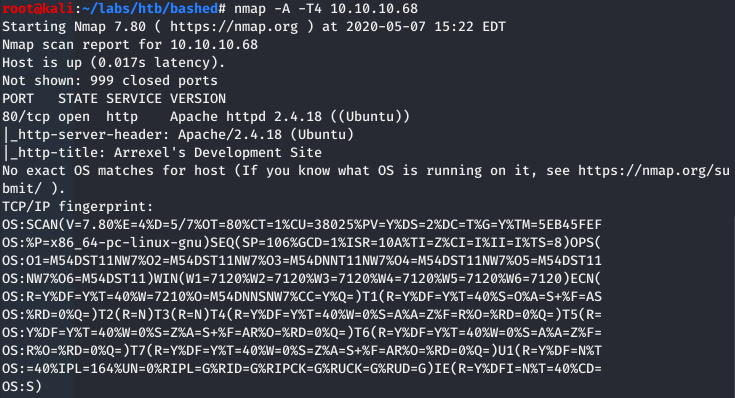 root@kali:~/labs/htb/bashed# nmap -A -T4 10.10.10.68
Starting Nmap 7.80 ( https://nmap.org ) at 2020-05-07 15:22 EDT
Nmap scan report for 10.10.10.68
Host is up (0.017s latency).
Not shown: 999 closed ports
PORT   STATE SERVICE VERSION
80/tcp open  http    Apache httpd 2.4.18 ((Ubuntu))
|_http-server-header: Apache/2.4.18 (Ubuntu)
|_http-title: Arrexel's Development Site
No exact OS matches for host (If you know what OS is running on it, see https://nmap.org/su
bmit/ ).
TCP/IP fingerprint:
OS:SCAN(V=7.80%E=4%D=5/7%OT=80%CT=1%CU=38025%PV=Y%DS=2%DC=T%G=Y%TM=5EB45FEF
OS:%P=x86_64-pc-linux-gnu)SEQ(SP=106%GCD=1%ISR=10A%TI=Z%CI=I%II=I%TS=8)OPS(
OS:O1=M54DST11NW7%O2=M54DST11NW7%O3=M54DNNT11NW7%O4=M54DST11NW7%O5=M54DST11
OS:NW7%O6=M54DST11)WIN(W1=7120%W2=7120%W3=7120%W4=7120%W5=7120%W6=7120)ECN(
OS:R=Y%DF=Y%T=40%W=7210%O=M54DNNSNW7%CC=Y%Q=)T1(R=Y%DF=Y%T=40%S=O%A=S+%F=AS
OS:%RD=0%Q=)T2(R=N)T3(R=N)T4(R=Y%DF=Y%T=40%W=0%S=A%A=Z%F=R%O=%RD=0%Q=)T5(R=
OS:Y%DF=Y%T=40%W=0%S=Z%A=S+%F=AR%O=%RD=0%Q=)T6(R=Y%DF=Y%T=40%W=0%S=A%A=Z%F=
OS:R%O=%RD=0%Q=)T7(R=Y%DF=Y%T=40%W=0%S=Z%A=S+%F=AR%O=%RD=0%Q=)U1(R=Y%DF=N%T
OS:=40%IPL=164%UN=0%RIPL=G%RID=G%RIPCK=G%RUCK=G%RUD=G)IE(R=Y%DFI=N%T=40%CD=
OS:S)